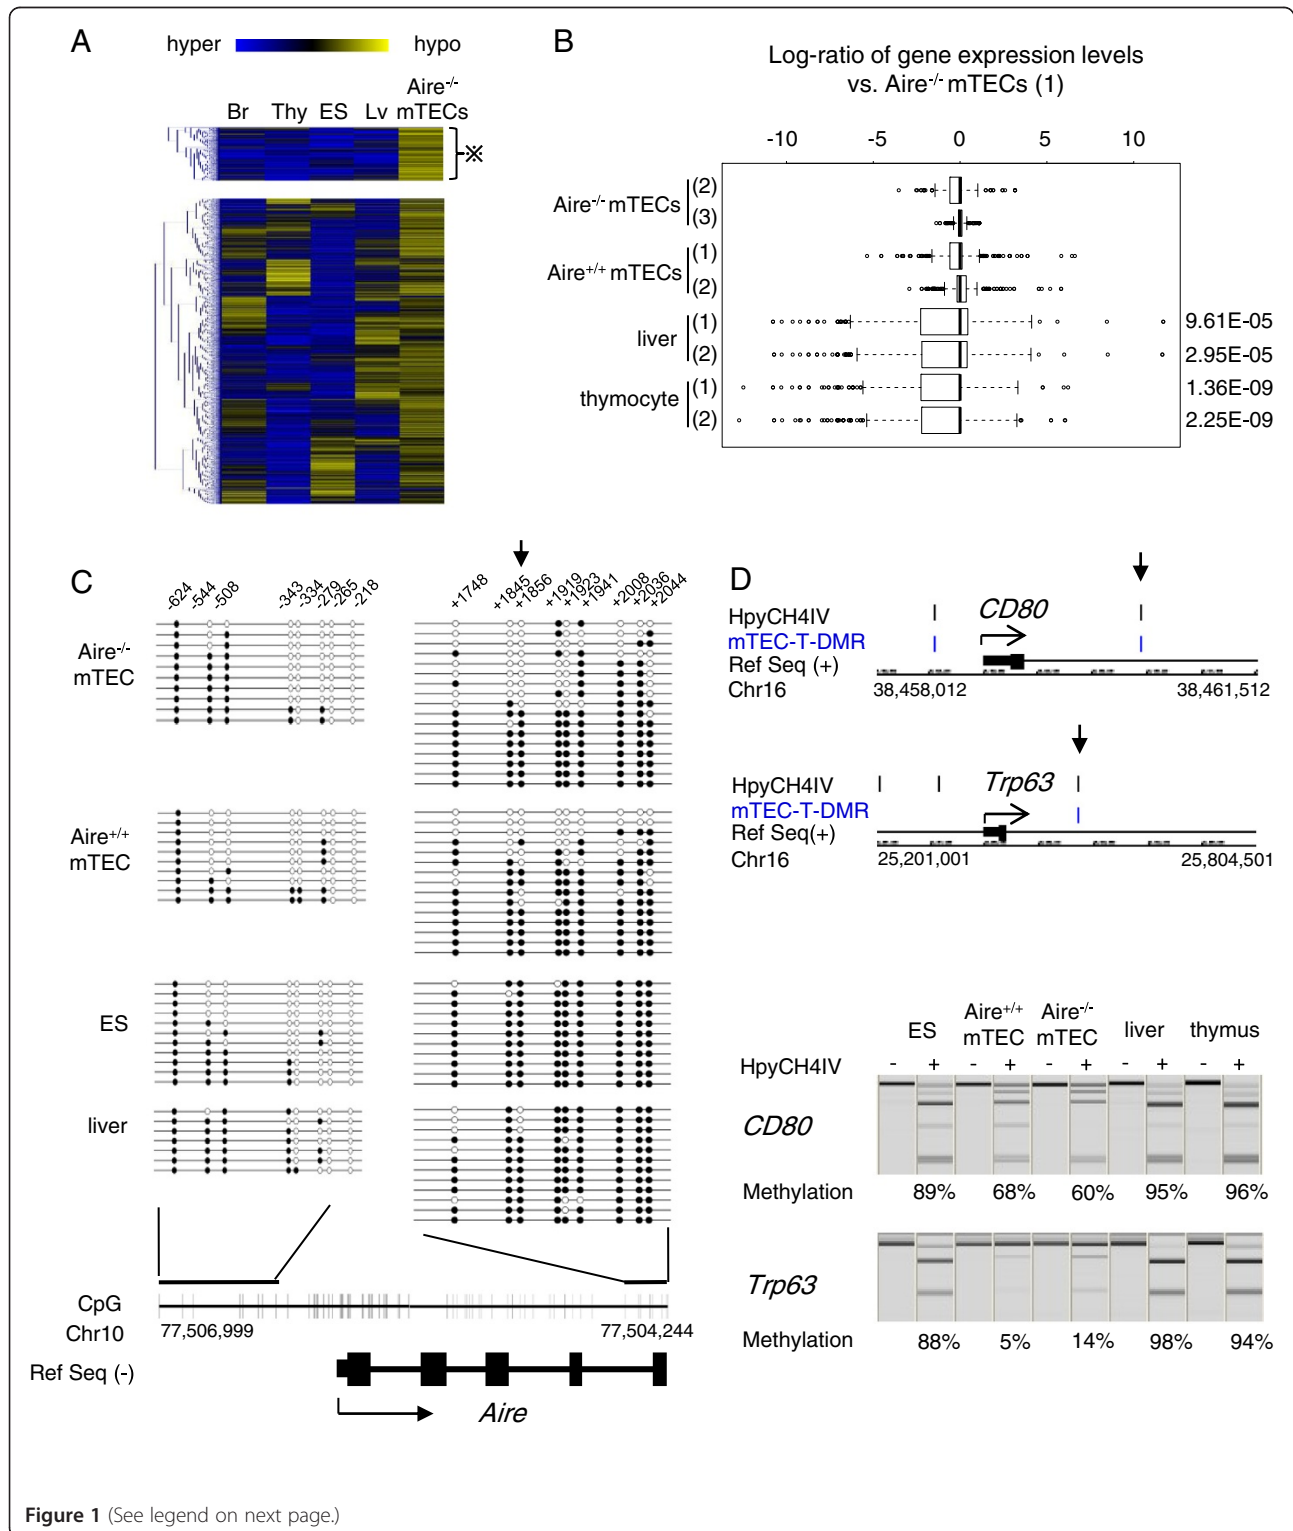 A
hyper
hypo
Br Thy ES Lv Aire-/- mTECs
※
B
Log-ratio of gene expression levels
vs. Aire-/- mTECs (1)
-10 -5 0 5 10
Aire-/- mTECs
(2)
(3)
Aire+/+ mTECs
(1)
(2)
liver
(1) 9.61E-05
(2) 2.95E-05
thymocyte
(1) 1.36E-09
(2) 2.25E-09
C
-624 -544 -508 -343 -334 -279 -265 -218
+1748 +1845 +1856 +1919 +1923 +1941 +2008 +2036 +2044
Aire-/-
mTEC
Aire+/+
mTEC
ES
liver
CpG
Chr10
77,506,999 77,504,244
Ref Seq (-)
Aire
D
HpyCH4IV
CD80
mTEC-T-DMR
Ref Seq (+)
Chr16
38,458,012 38,461,512
HpyCH4IV
Trp63
mTEC-T-DMR
Ref Seq(+)
Chr16
25,201,001 25,804,501
ES Aire+/+ mTEC Aire-/- mTEC liver thymus
HpyCH4IV - + - + - + - + - +
CD80
Methylation 89% 68% 60% 95% 96%
Trp63
Methylation 88% 5% 14% 98% 94%
Figure 1 (See legend on next page.)